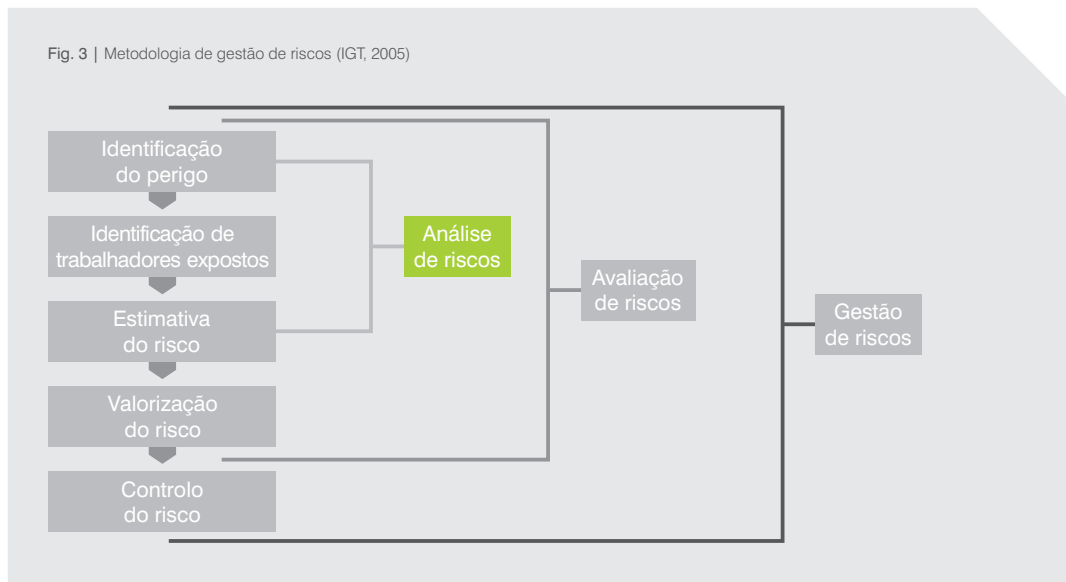 Fig. 3 | Metodologia de gestão de riscos (IGT, 2005)
Identificação
do perigo
Identificação de
trabalhadores expostos
Estimativa
do risco
Valorização
do risco
Controlo
do risco
Análise
de riscos
Avaliação
de riscos
Gestão
de riscos